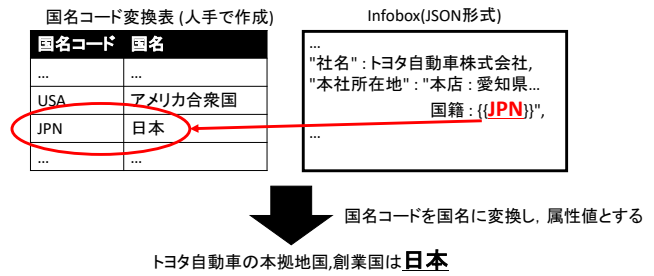 国名コード変換表 (人手で作成)
国名コード 国名
... ...
USA アメリカ合衆国
JPN 日本
... ...
Infobox(JSON形式)
...
"社名" : トヨタ自動車株式会社,
"本社所在地" : "本店 : 愛知県...
国籍 : {{JPN}}",
...
国名コードを国名に変換し, 属性値とする
トヨタ自動車の本拠地国,創業国は日本